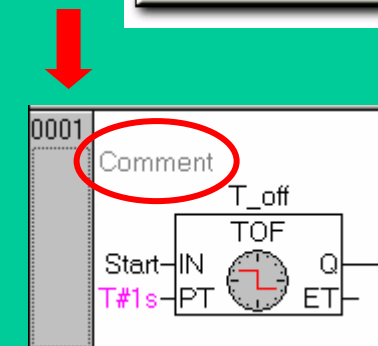 0001
Comment
T_off
TOF
Start IN Q
T#1s PT ET